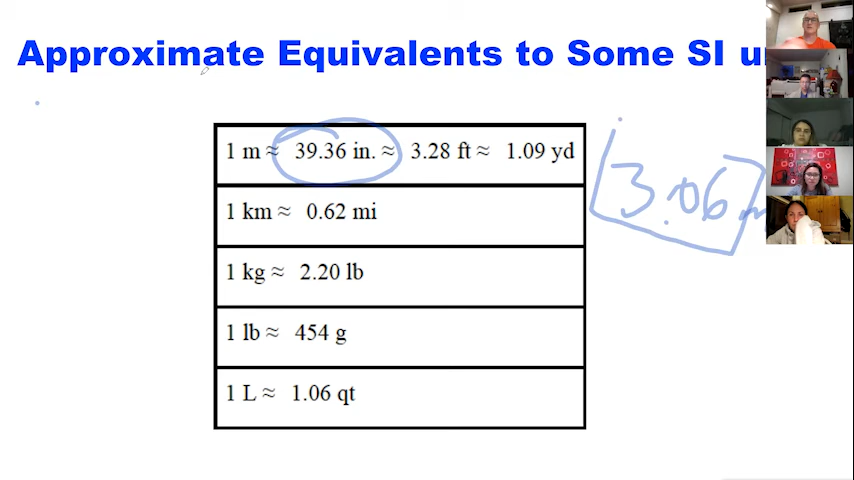 Approximate Equivalents to Some SI u
1 m ≈ 39.36 in. ≈ 3.28 ft ≈ 1.09 yd
3.06
1 km ≈ 0.62 mi
1 kg ≈ 2.20 lb
1 lb ≈ 454 g
1 L ≈ 1.06 qt